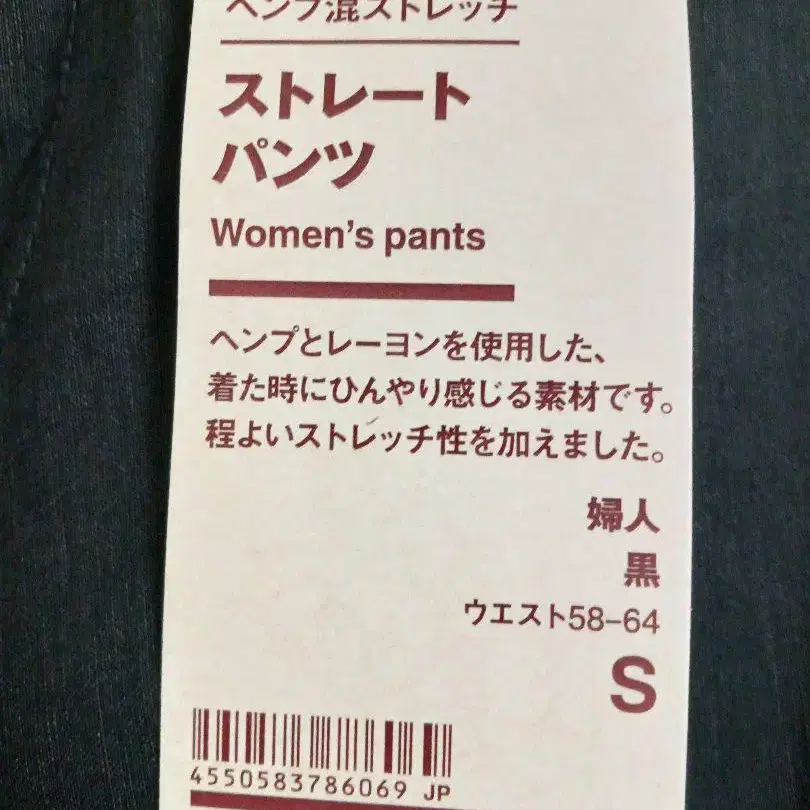 ヘンプ混ストレッチ
ストレート
パンツ
Women's pants
ヘンプとレーヨンを使用した、
着た時にひんやり感じる素材です。
程よいストレッチ性を加えました。
婦人
黒
ウエスト58–64
S
4550583786069 JP